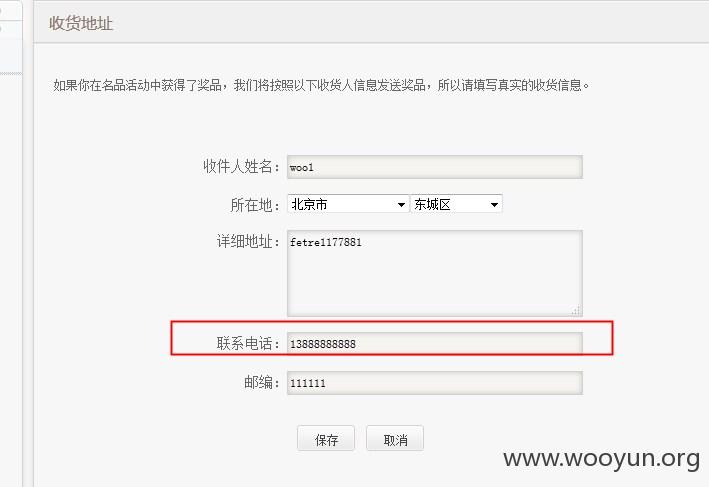 收货地址
如果你在名品活动中获得了奖品，我们将按照以下收货人信息发送奖品，所以请填写真实的收货信息。
收件人姓名： woo1
所在地： 北京市 东城区
详细地址： fetrel177881
联系电话： 13888888888
邮编： 111111
保存 取消
www.wooyun.org